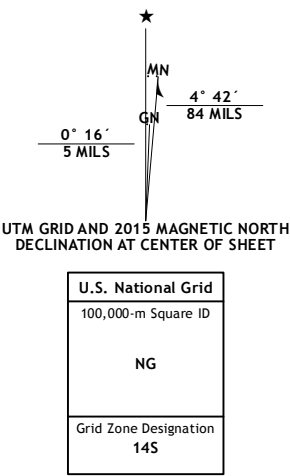 MN
4° 42´
84 MILS
GN
0° 16´
5 MILS
UTM GRID AND 2015 MAGNETIC NORTH
DECLINATION AT CENTER OF SHEET
U.S. National Grid
100,000-m Square ID
NG
Grid Zone Designation
14S